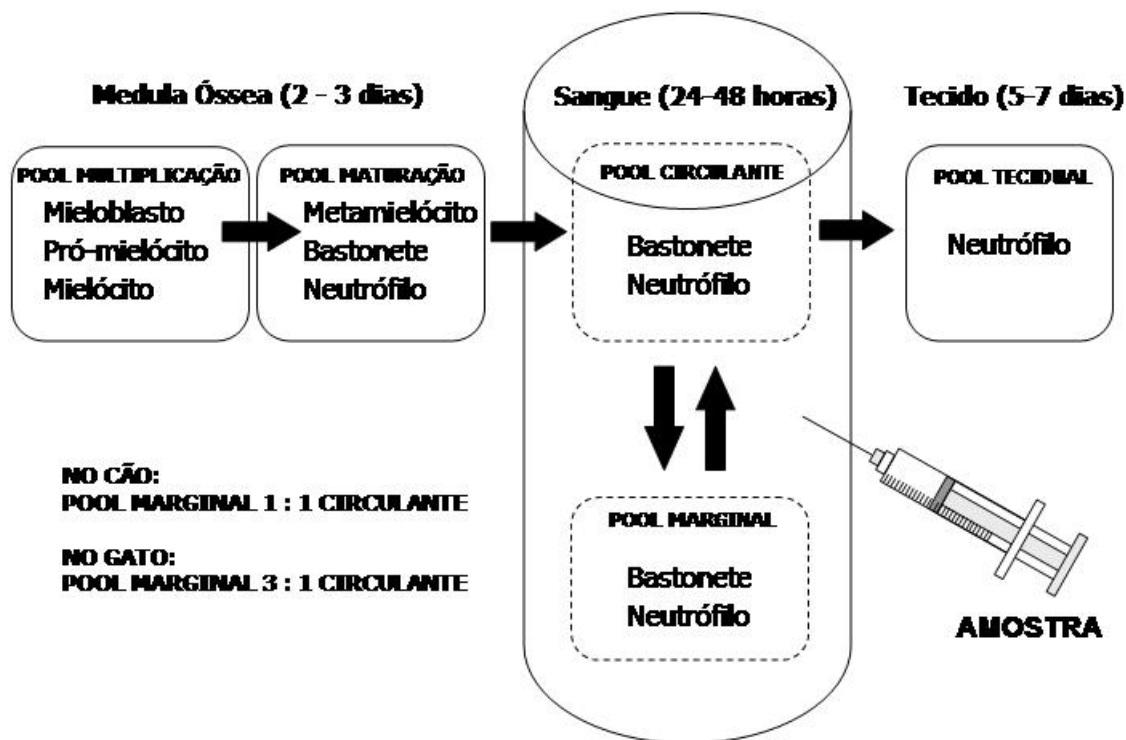 Medula Óssea (2 - 3 dias)
Sangue (24-48 horas)
Tecido (5-7 dias)
POOL MULTIPLICAÇÃO
Mieloblasto
Pró-mielócito
Mielócito
POOL MATURAÇÃO
Metamielócito
Bastonete
Neutrófilo
POOL CIRCULANTE
Bastonete
Neutrófilo
POOL TECIDUAL
Neutrófilo
NO CÃO:
POOL MARGINAL 1 : 1 CIRCULANTE
NO GATO:
POOL MARGINAL 3 : 1 CIRCULANTE
POOL MARGINAL
Bastonete
Neutrófilo
AMOSTRA